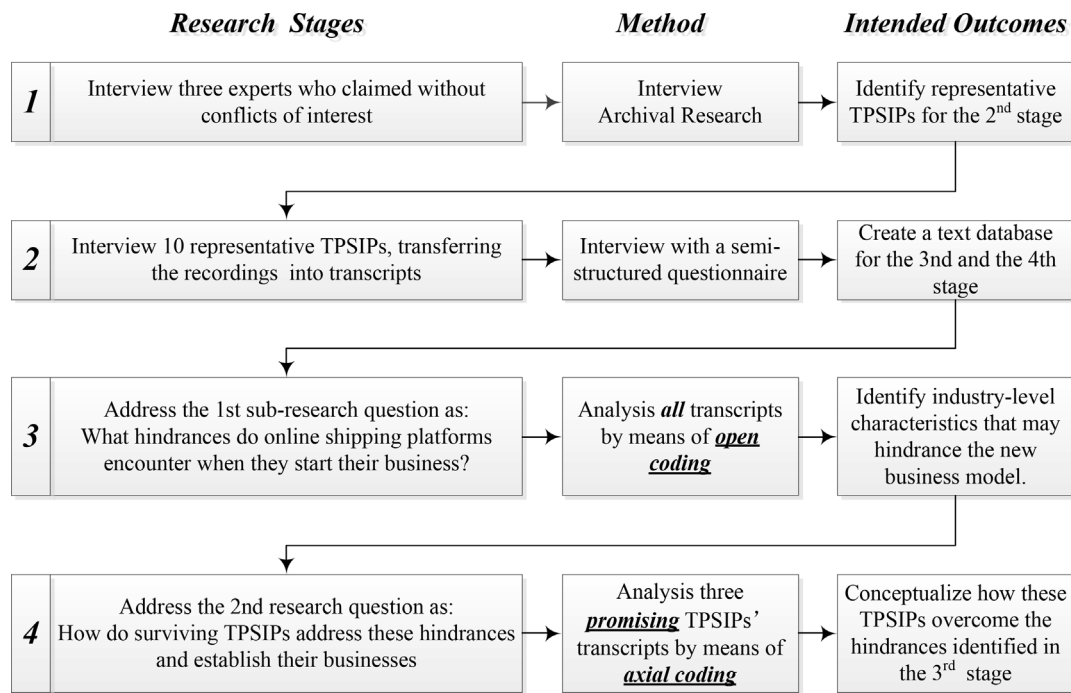 Research Stages
Method
Intended Outcomes
1
Interview three experts who claimed without
conflicts of interest
Interview
Archival Research
Identify representative
TPSIPs for the 2nd stage
2
Interview 10 representative TPSIPs, transferring
the recordings into transcripts
Interview with a semi-
structured questionnaire
Create a text database
for the 3nd and the 4th
stage
3
Address the 1st sub-research question as:
What hindrances do online shipping platforms
encounter when they start their business?
Analysis all transcripts
by means of open
coding
Identify industry-level
characteristics that may
hindrance the new
business model.
4
Address the 2nd research question as:
How do surviving TPSIPs address these hindrances
and establish their businesses
Analysis three
promising TPSIPs’
transcripts by means of
axial coding
Conceptualize how these
TPSIPs overcome the
hindrances identified in
the 3rd stage